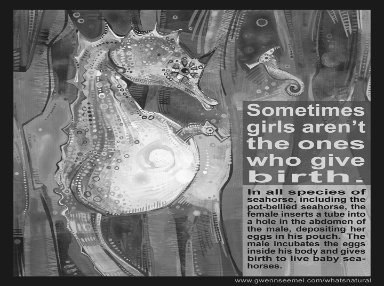 Sometimes
girls aren't
the ones
who give
birth.
In all species of
seahorse, including the
pot-bellied seahorse, the
female inserts a tube into
a hole in the abdomen of
the male, depositing her
eggs in his pouch. The
male incubates the eggs
inside his body and gives
birth to live baby sea-
horses.
www.gwennseemel.com/whatsnatural